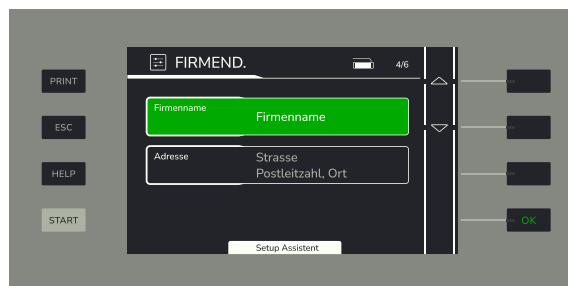 FIRMEND.
4/6
PRINT
Firmenname
Firmenname
ESC
Adresse
Strasse
Postleitzahl, Ort
HELP
START
OK
Setup Assistent